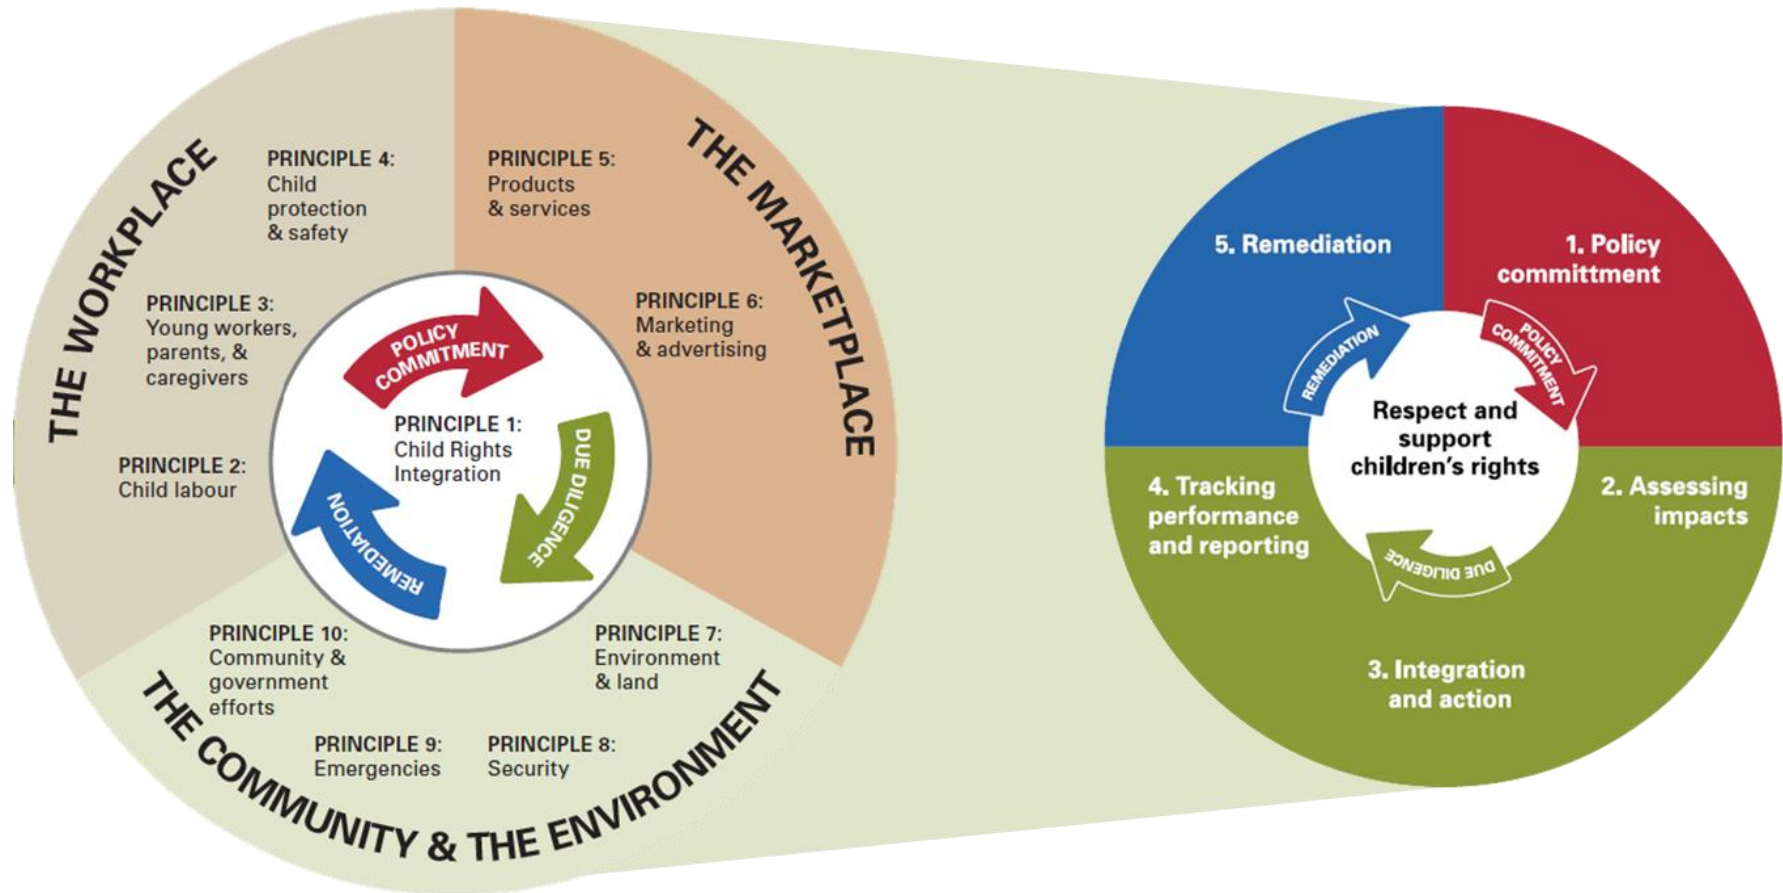 THE WORKPLACE
PRINCIPLE 4:
Child
protection
& safety
PRINCIPLE 3:
Young workers,
parents, &
caregivers
PRINCIPLE 2:
Child labour
THE MARKETPLACE
PRINCIPLE 5:
Products
& services
PRINCIPLE 6:
Marketing
& advertising
POLICY
COMMITMENT
PRINCIPLE 1:
Child Rights
Integration
DUE DILIGENCE
REMEDIATION
PRINCIPLE 10:
Community &
government
efforts
PRINCIPLE 9:
Emergencies
PRINCIPLE 8:
Security
PRINCIPLE 7:
Environment
& land
THE COMMUNITY & THE ENVIRONMENT
5. Remediation
1. Policy
committment
REMEDIATION
POLICY
COMMITMENT
Respect and
support
children's rights
4. Tracking
performance
and reporting
2. Assessing
impacts
DUE DILIGENCE
3. Integration
and action